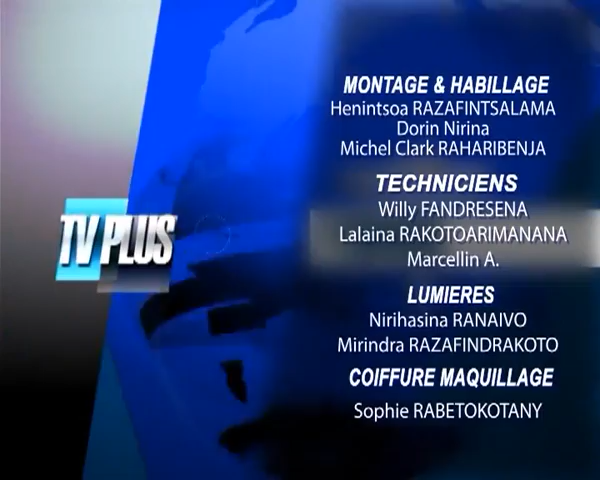 TV PLUS
MONTAGE & HABILLAGE
Henintsoa RAZAFINTSALAMA
Dorin Nirina
Michel Clark RAHARIBENJA
TECHNICIENS
Willy FANDRESENA
Lalaina RAKOTOARIMANANA
Marcellin A.
LUMIERES
Nirihasina RANAIVO
Mirindra RAZAFINDRAKOTO
COIFFURE MAQUILLAGE
Sophie RABETOKOTANY